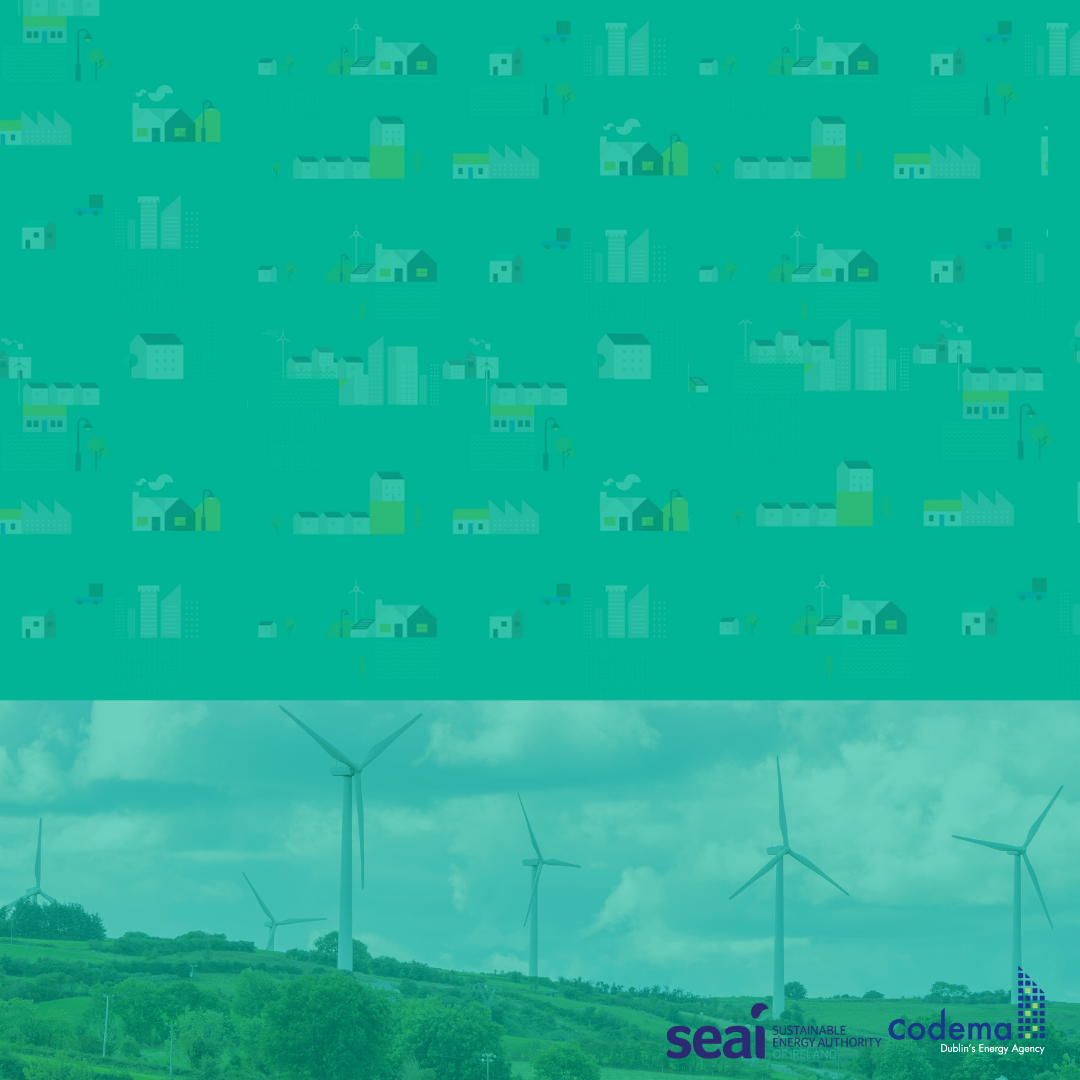 seai
SUSTAINABLE
ENERGY AUTHORITY
OF IRELAND
codema
Dublin's Energy Agency